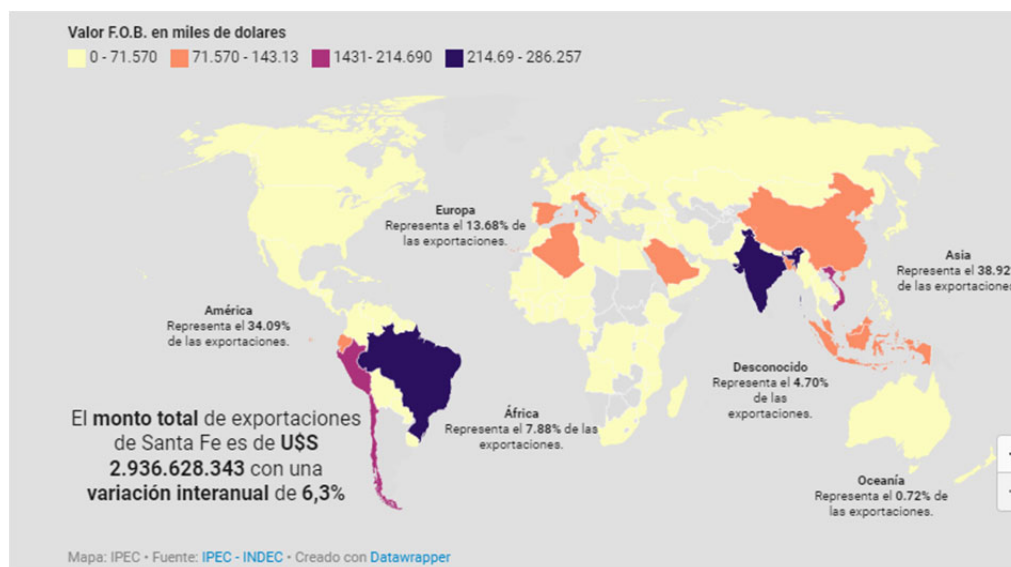 Valor F.O.B. en miles de dolares
0 - 71.570 71.570 - 143.13 1431- 214.690 214.69 - 286.257
Europa
Representa el 13.68% de
las exportaciones.
Asia
Representa el 38.92
de las exportaciones
América
Representa el 34.09%
de las exportaciones.
Desconocido
Representa el 4.70%
de las
exportaciones.
África
Representa el 7.88% de las
exportaciones.
El monto total de exportaciones
de Santa Fe es de U$S
2.936.628.343 con una
variación interanual de 6,3%
Oceanía
Representa el 0.72% de
las exportaciones.
Mapa: IPEC • Fuente: IPEC - INDEC • Creado con Datawrapper